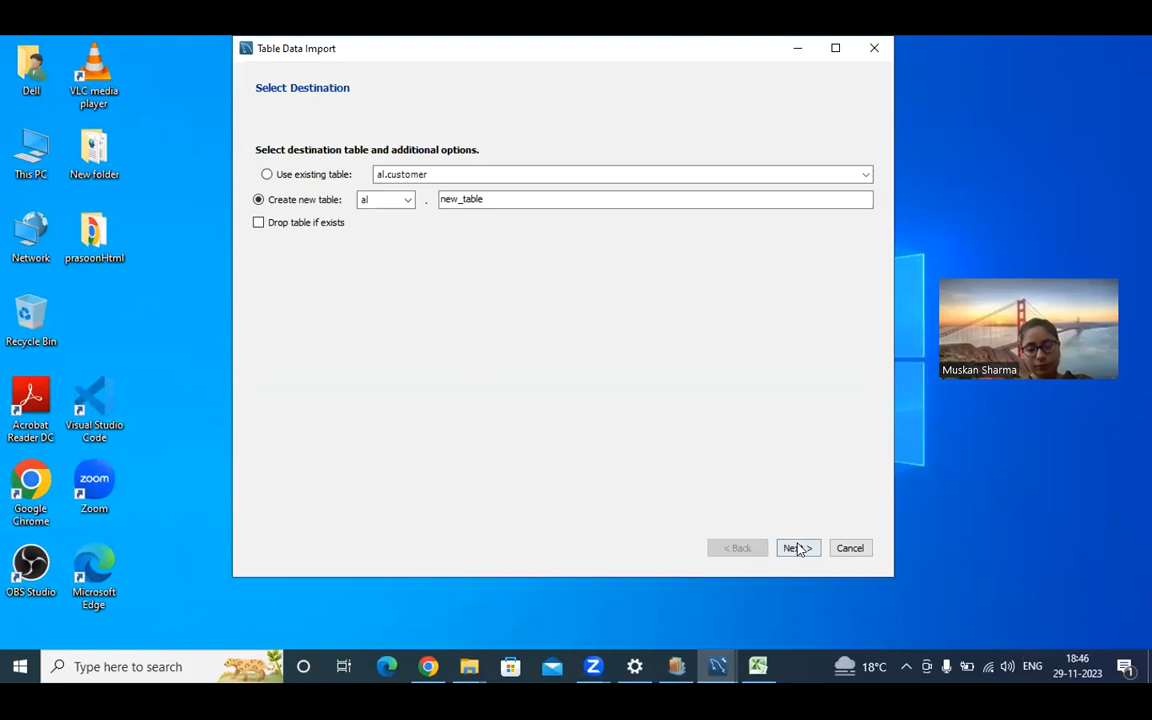 Table Data Import
Select Destination
Select destination table and additional options.
Use existing table:
al.customer
Create new table:
al
.
new_table
Drop table if exists
< Back
Next >
Cancel
Dell
VLC media
player
This PC
New folder
Network
prasoonHtml
Recycle Bin
Acrobat
Reader DC
Visual Studio
Code
Google
Chrome
zoom
Zoom
OBS Studio
Microsoft
Edge
Muskan Sharma
Type here to search
18°C
ENG
18:46
29-11-2023
1